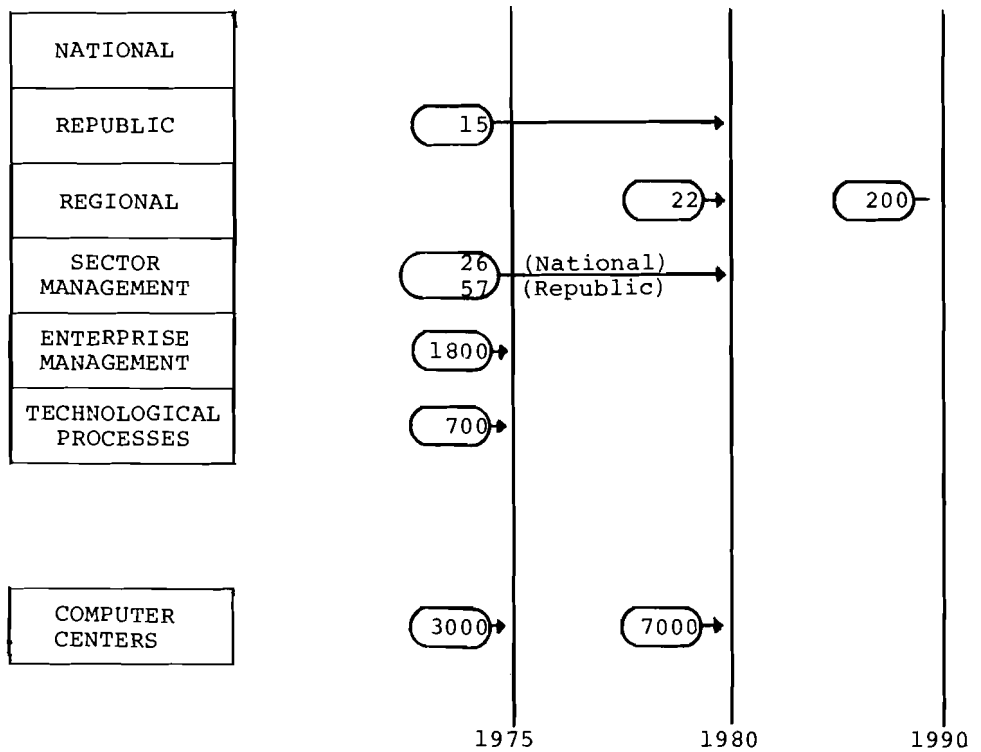 NATIONAL
REPUBLIC
15
REGIONAL
22
200
SECTOR
MANAGEMENT
26 (National)
57 (Republic)
ENTERPRISE
MANAGEMENT
1800
TECHNOLOGICAL
PROCESSES
700
COMPUTER
CENTERS
3000
7000
1975
1980
1990